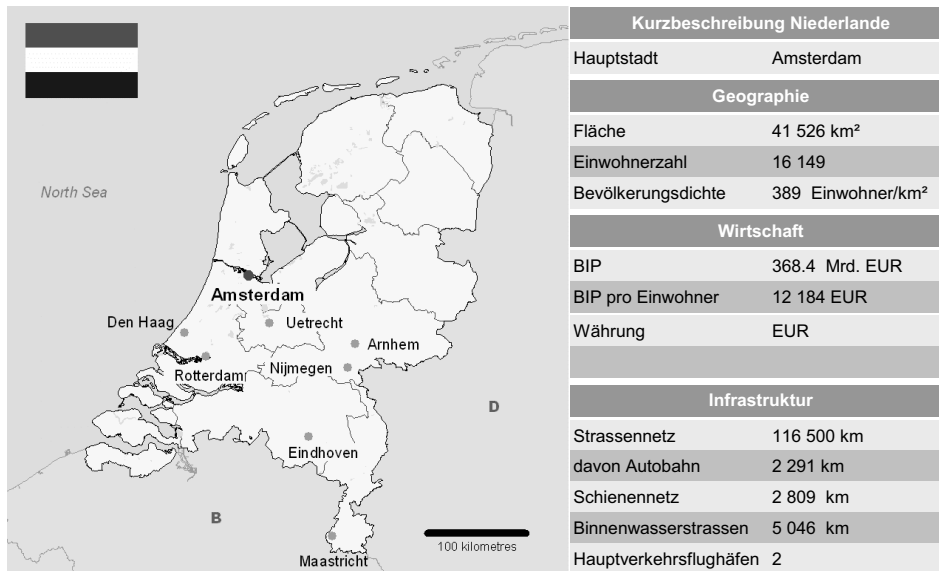 North Sea
Amsterdam
Den Haag
Uetrecht
Arnhem
Rotterdam
Nijmegen
D
Eindhoven
B
100 kilometres
Maastricht
Kurzbeschreibung Niederlande
Hauptstadt Amsterdam
Geographie
Fläche 41 526 km²
Einwohnerzahl 16 149
Bevölkerungsdichte 389 Einwohner/km²
Wirtschaft
BIP 368.4 Mrd. EUR
BIP pro Einwohner 12 184 EUR
Währung EUR
Infrastruktur
Strassennetz 116 500 km
davon Autobahn 2 291 km
Schienennetz 2 809 km
Binnenwasserstrassen 5 046 km
Hauptverkehrsflughäfen 2